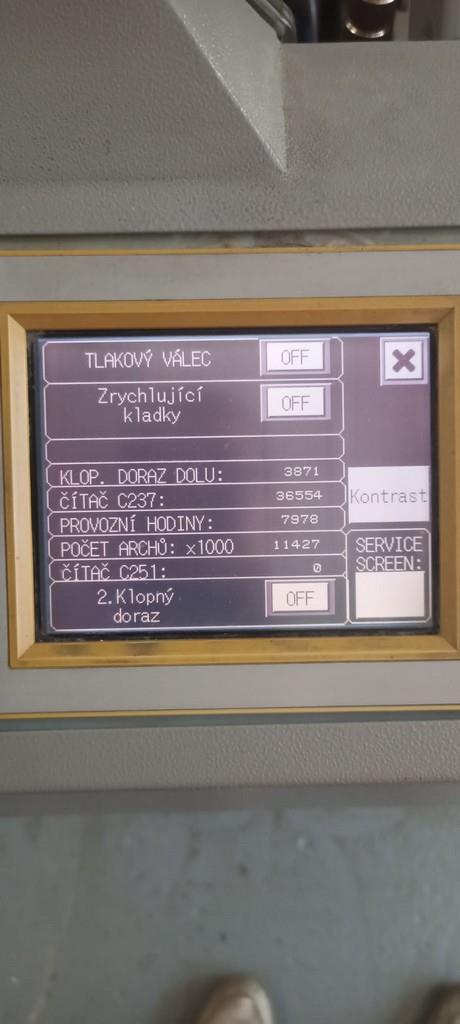 TLAKOVÝ VÁLEC OFF
Zrychlující
kladky
OFF
KLOP. DORAZ DOLU: 3871
ČÍTAČ C237: 36554
PROVOZNÍ HODINY: 7978
POČET ARCHŮ: x1000 11427
ČÍTAČ C251: 0
2.Klopný
doraz
OFF
Kontrast
SERVICE
SCREEN: